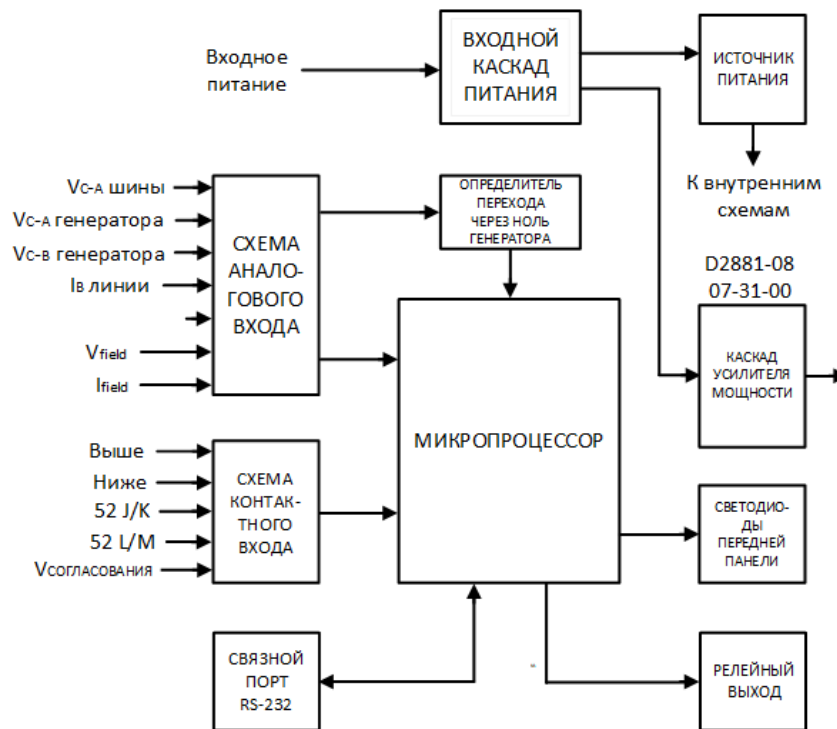 Входное
питание
ВХОДНОЙ
КАСКАД
ПИТАНИЯ
ИСТОЧНИК
ПИТАНИЯ
К внутренним
схемам
VC-A шины
VC-A генератора
VC-B генератора
IB линии
Vfield
Ifield
СХЕМА
АНАЛО-
ГОВОГО
ВХОДА
ОПРЕДЕЛИТЕЛЬ
ПЕРЕХОДА
ЧЕРЕЗ НОЛЬ
ГЕНЕРАТОРА
D2881-08
07-31-00
КАСКАД
УСИЛИТЕЛЯ
МОЩНОСТИ
МИКРОПРОЦЕССОР
Выше
Ниже
52 J/K
52 L/M
VСОГЛАСОВАНИЯ
СХЕМА
КОНТАК-
ТНОГО
ВХОДА
СВЕТОДИО-
ДЫ
ПЕРЕДНЕЙ
ПАНЕЛИ
СВЯЗНОЙ
ПОРТ
RS-232
РЕЛЕЙНЫЙ
ВЫХОД